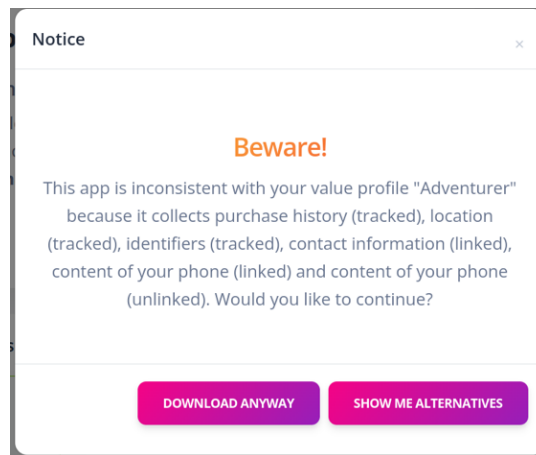 Notice
×
Beware!
This app is inconsistent with your value profile "Adventurer"
because it collects purchase history (tracked), location
(tracked), identifiers (tracked), contact information (linked),
content of your phone (linked) and content of your phone
(unlinked). Would you like to continue?
DOWNLOAD ANYWAY
SHOW ME ALTERNATIVES